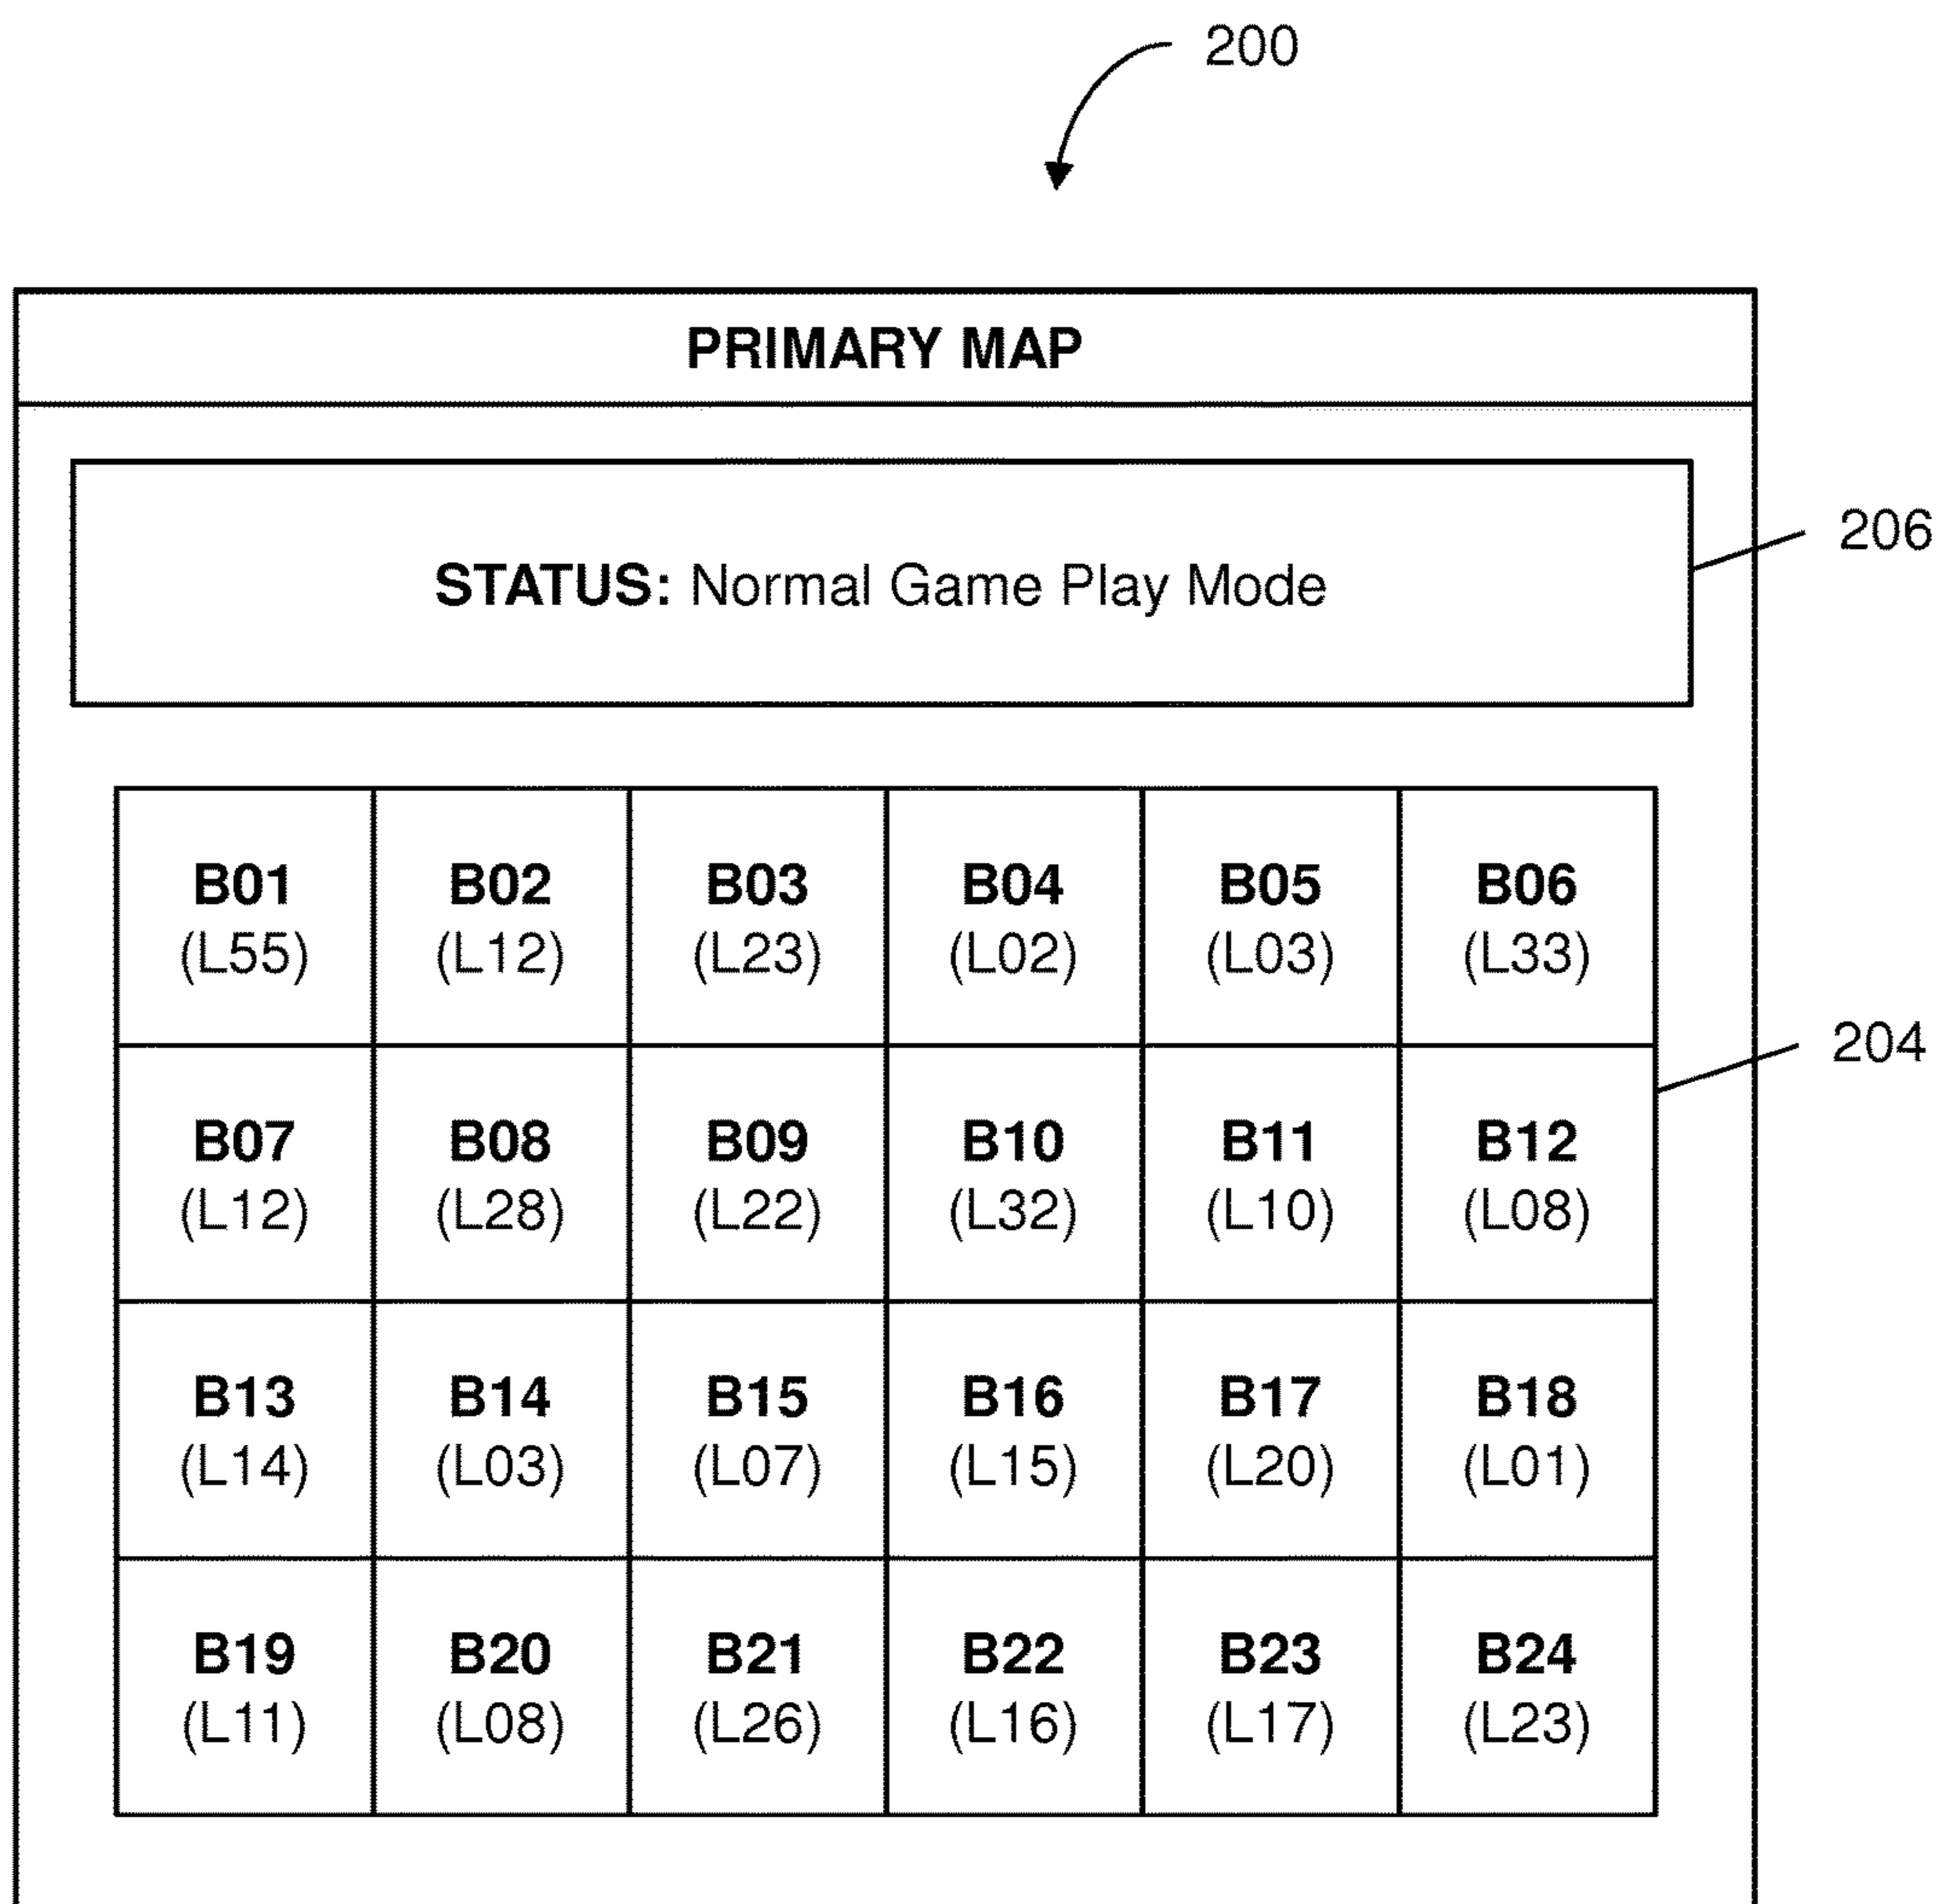 200
PRIMARY MAP
STATUS: Normal Game Play Mode
206
B01 B02 B03 B04 B05 B06
(L55) (L12) (L23) (L02) (L03) (L33)
204
B07 B08 B09 B10 B11 B12
(L12) (L28) (L22) (L32) (L10) (L08)
B13 B14 B15 B16 B17 B18
(L14) (L03) (L07) (L15) (L20) (L01)
B19 B20 B21 B22 B23 B24
(L11) (L08) (L26) (L16) (L17) (L23)